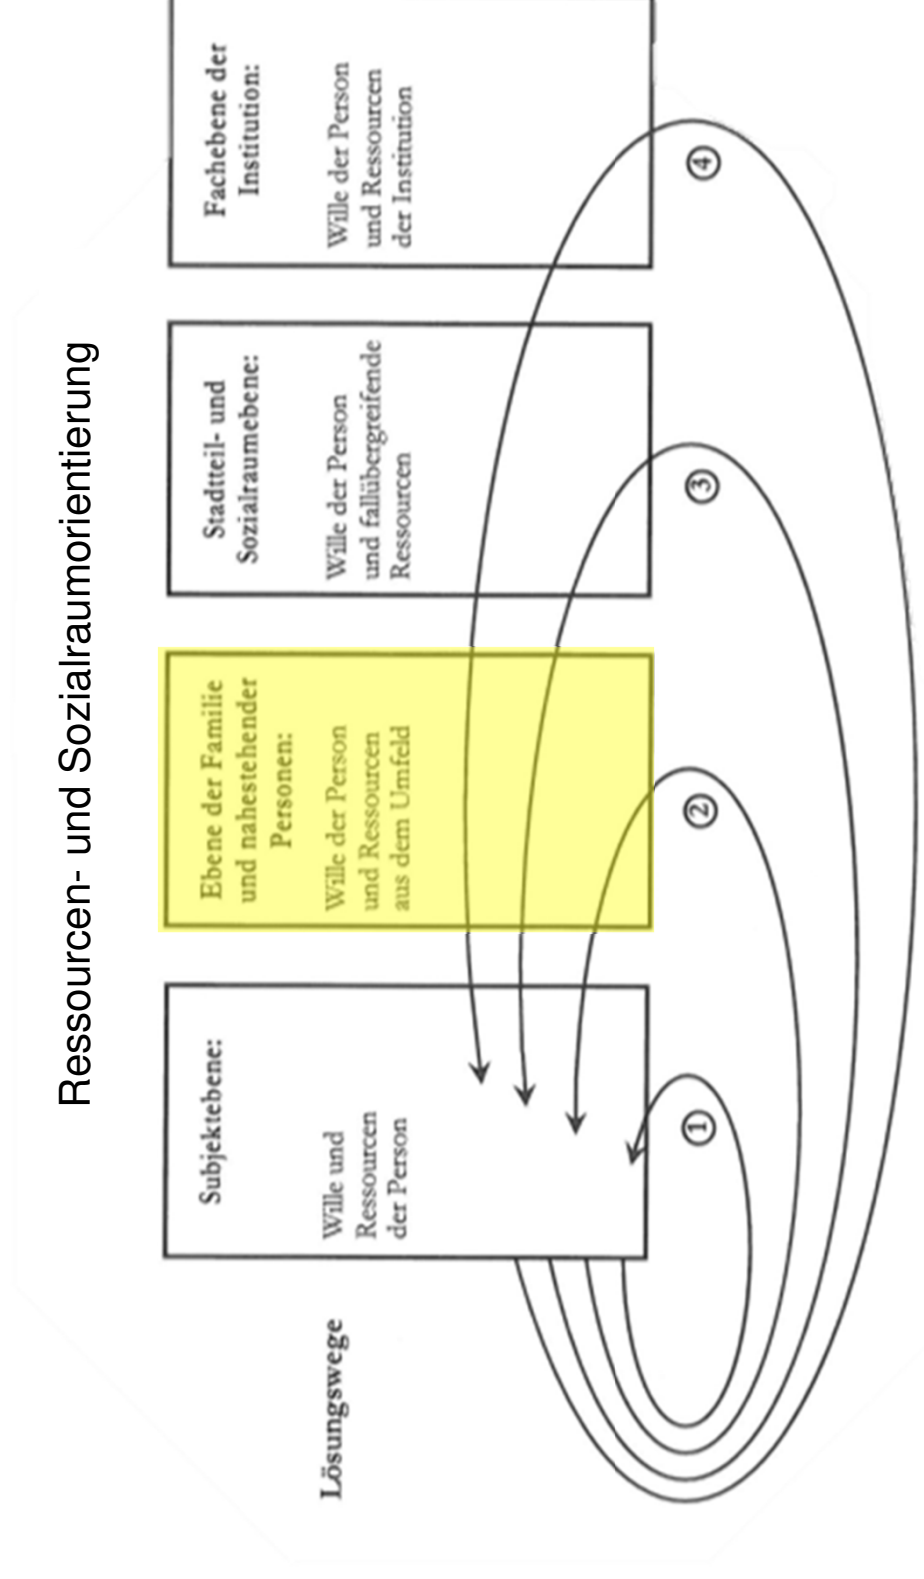 Ressourcen- und Sozialraumorientierung
Lösungswege
Subjektebene:
Wille und
Ressourcen
der Person
Ebene der Familie
und nahestehender
Personen:
Wille der Person
und Ressourcen
aus dem Umfeld
Stadtteil- und
Sozialraumebene:
Wille der Person
und fallübergreifende
Ressourcen
Fachebene der
Institution:
Wille der Person
und Ressourcen
der Institution
1
2
3
4